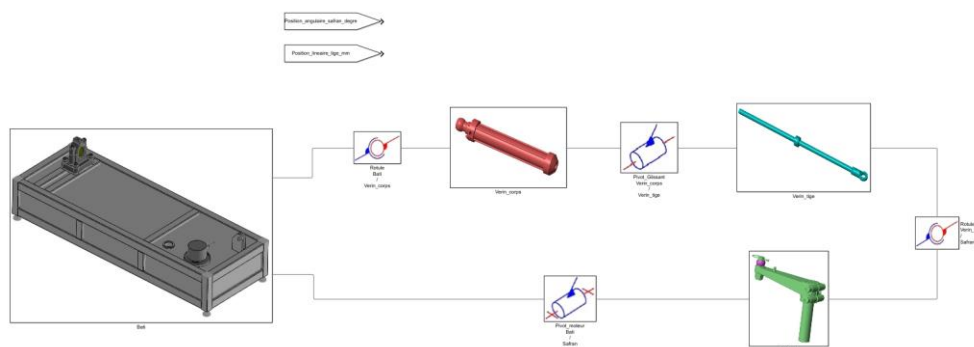 Position_angulaire_safran_degre
Position_lineaire_tige_mm
Rotule
Bati
/
Verin_corps
Verin_corps
Pivot_Glissant
Verin_corps
/
Verin_tige
Verin_tige
Rotule
Verin_
/
Safran
Bati
Pivot_moteur
Bati
/
Safran